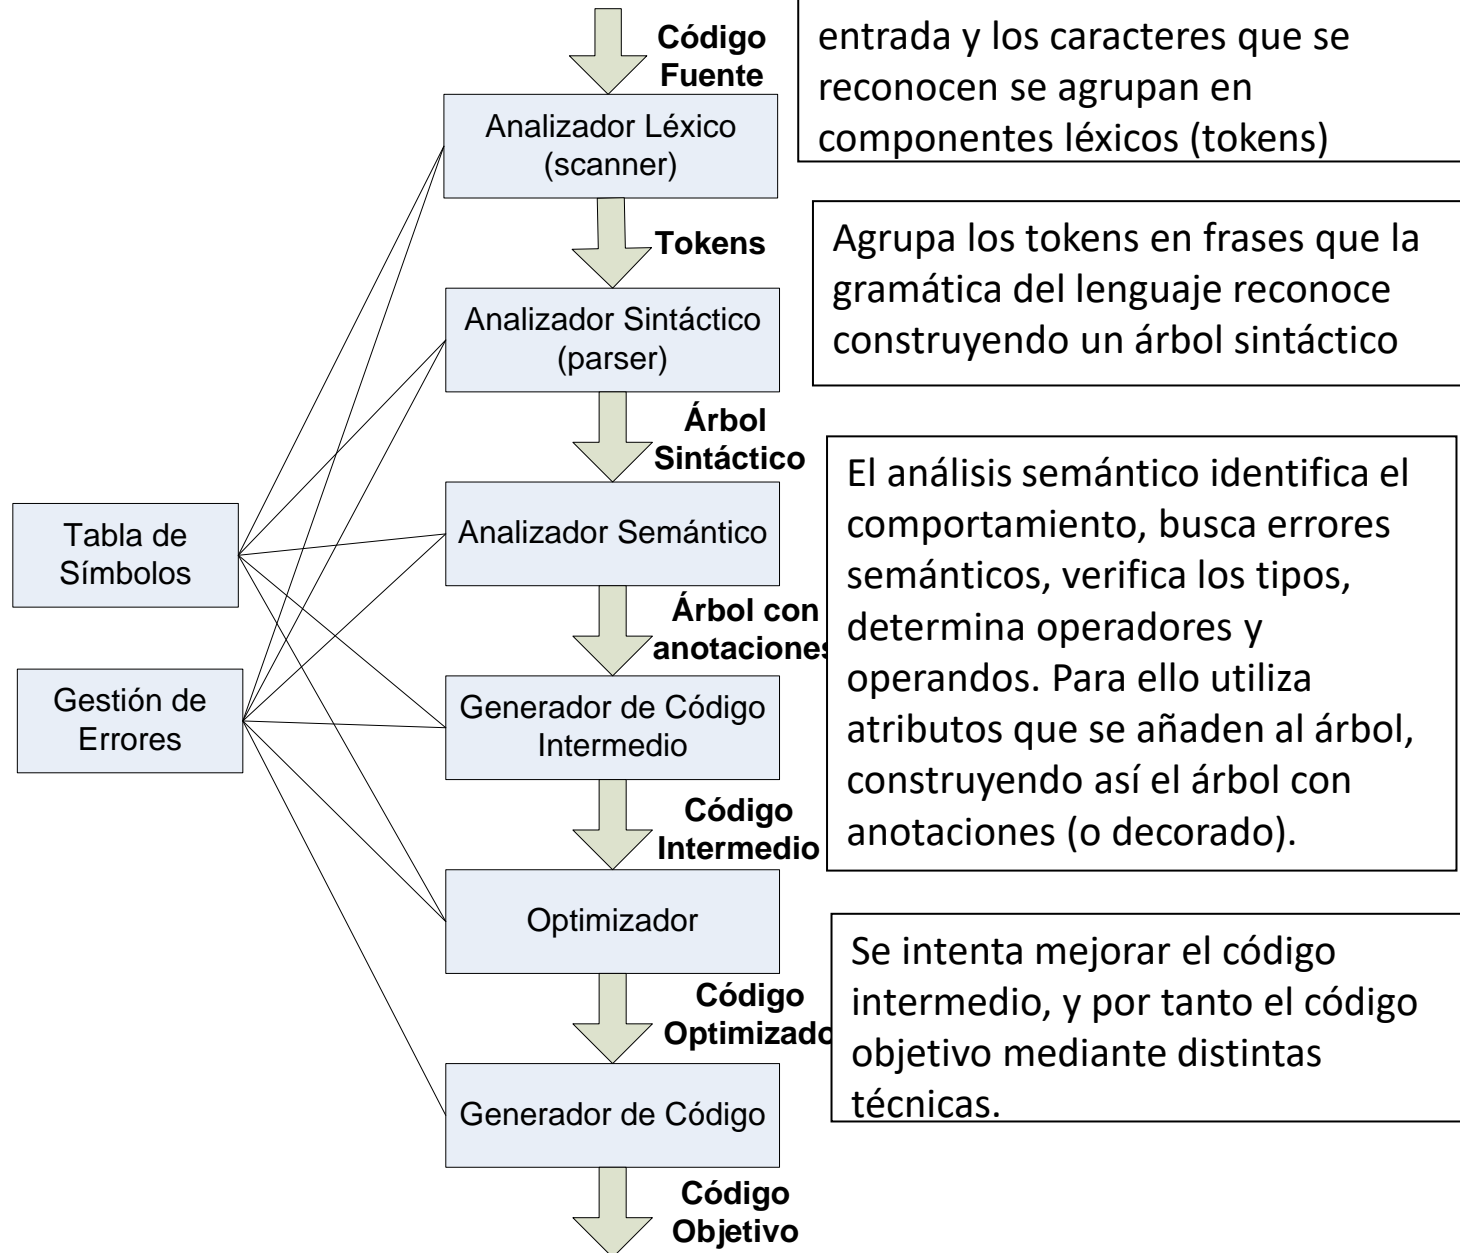 Código
Fuente
entrada y los caracteres que se
reconocen se agrupan en
componentes léxicos (tokens)
Analizador Léxico
(scanner)
Tokens
Agrupa los tokens en frases que la
gramática del lenguaje reconoce
construyendo un árbol sintáctico
Analizador Sintáctico
(parser)
Árbol
Sintáctico
El análisis semántico identifica el
comportamiento, busca errores
semánticos, verifica los tipos,
determina operadores y
operandos. Para ello utiliza
atributos que se añaden al árbol,
construyendo así el árbol con
anotaciones (o decorado).
Tabla de
Símbolos
Analizador Semántico
Árbol con
anotaciones
Gestión de
Errores
Generador de Código
Intermedio
Código
Intermedio
Optimizador
Se intenta mejorar el código
intermedio, y por tanto el código
objetivo mediante distintas
técnicas.
Código
Optimizado
Generador de Código
Código
Objetivo